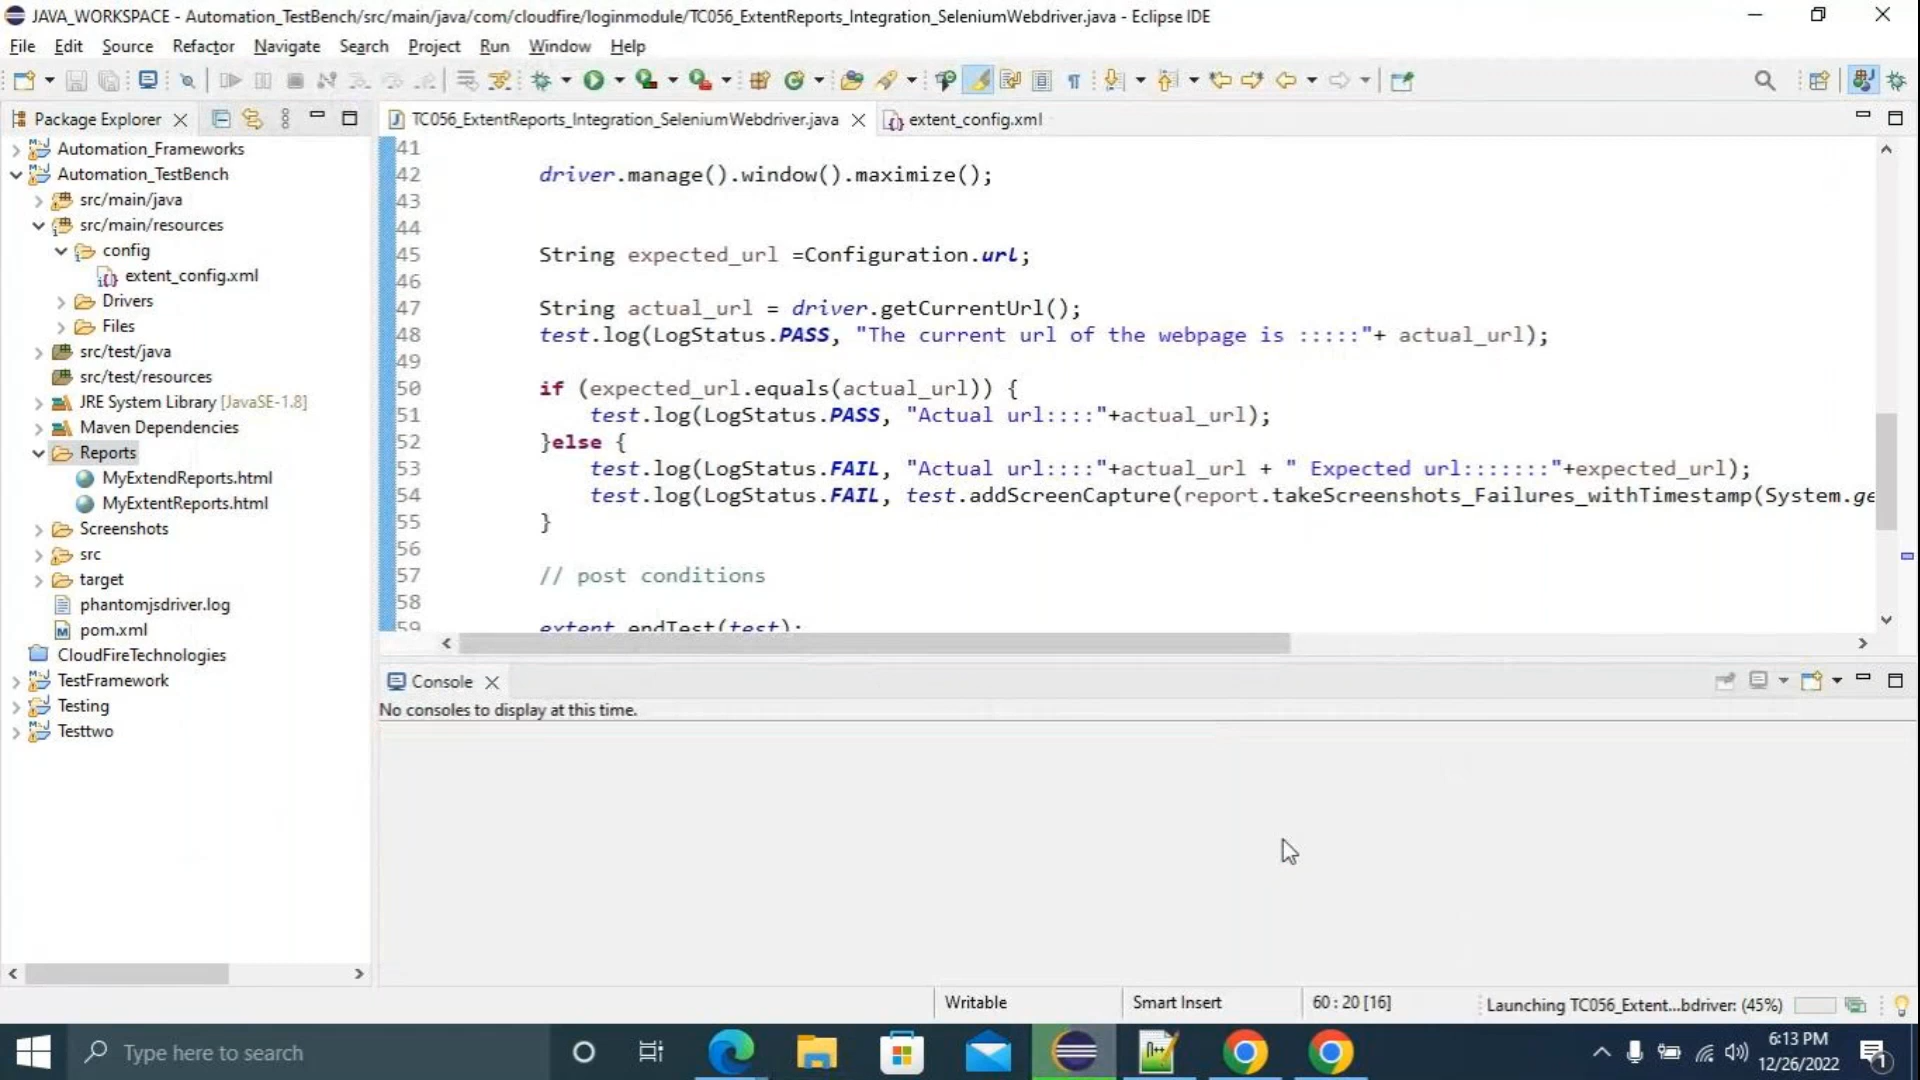 JAVA_WORKSPACE - Automation_TestBench/src/main/java/com/cloudfire/loginmodule/TC056_ExtentReports_Integration_SeleniumWebdriver.java - Eclipse IDE
File Edit Source Refactor Navigate Search Project Run Window Help
Package Explorer
TC056_ExtentReports_Integration_SeleniumWebdriver.java
extent_config.xml
Automation_Frameworks
Automation_TestBench
src/main/java
src/main/resources
config
extent_config.xml
Drivers
Files
src/test/java
src/test/resources
JRE System Library [JavaSE-1.8]
Maven Dependencies
Reports
MyExtendReports.html
MyExtentReports.html
Screenshots
src
target
phantomjsdriver.log
pom.xml
CloudFireTechnologies
TestFramework
Testing
Testtwo
41
42 driver.manage().window().maximize();
43
44
45 String expected_url =Configuration.url;
46
47 String actual_url = driver.getCurrentUrl();
48 test.log(LogStatus.PASS, "The current url of the webpage is :::::"+ actual_url);
49
50 if (expected_url.equals(actual_url)) {
51 test.log(LogStatus.PASS, "Actual url::::"+actual_url);
52 }else {
53 test.log(LogStatus.FAIL, "Actual url::::"+actual_url + " Expected url:::::::"+expected_url);
54 test.log(LogStatus.FAIL, test.addScreenCapture(report.takeScreenshots_Failures_withTimestamp(System.ge
55 }
56
57 // post conditions
58
59 extent.endTest(test);
Console
No consoles to display at this time.
Writable
Smart Insert
60 : 20 [16]
Launching TC056_Extent...bdriver: (45%)
Type here to search
6:13 PM
12/26/2022
1